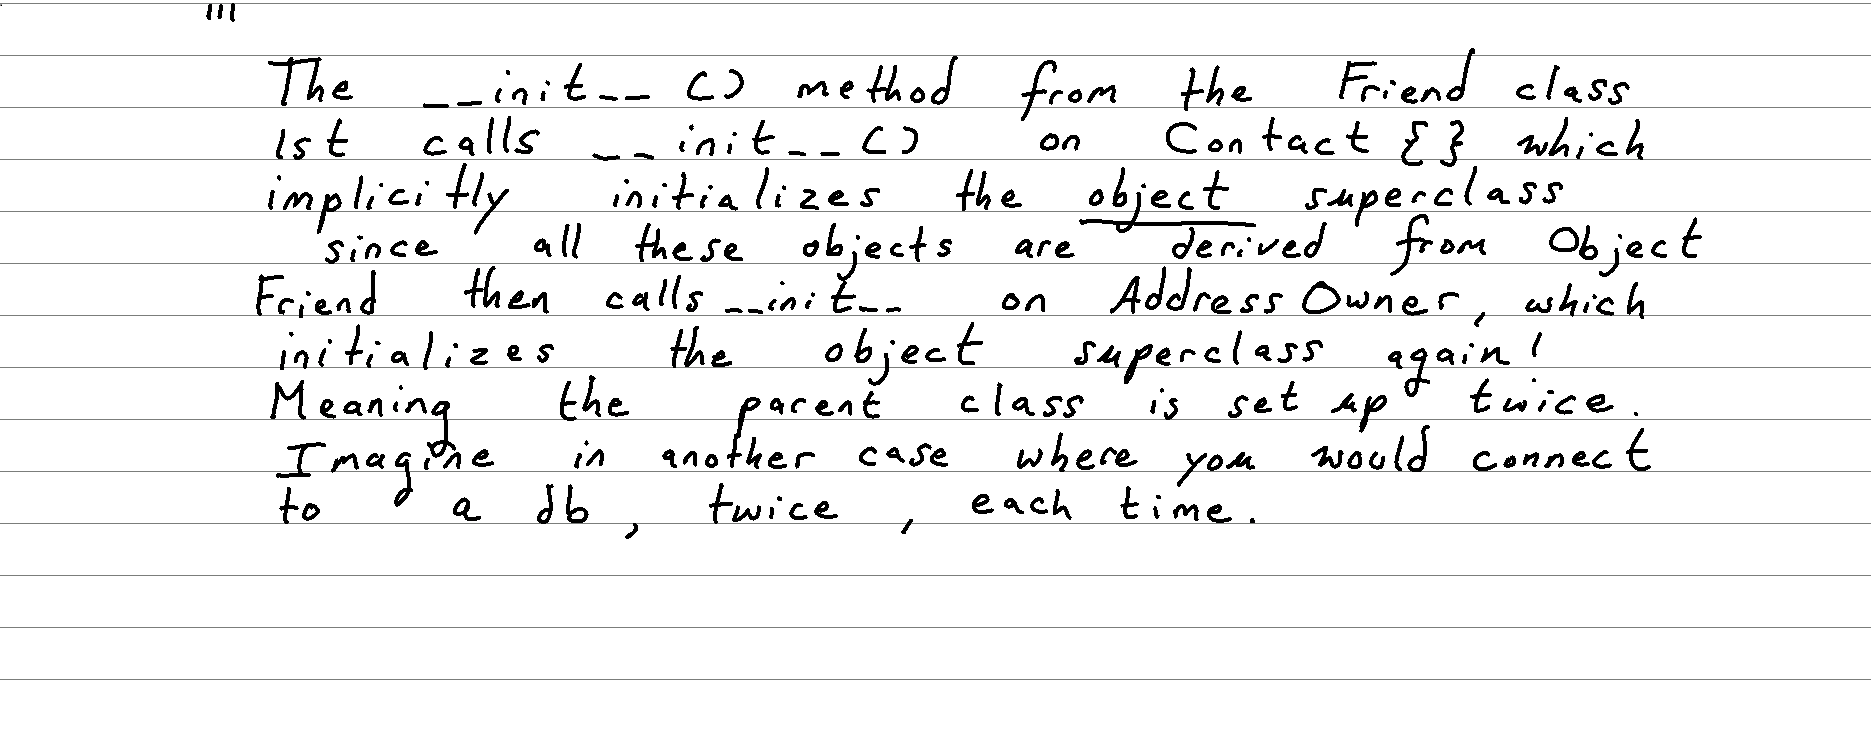 '''
The __init__() method from the Friend class
1st calls __init__() on Contact {} which
implicitly initializes the object superclass
since all these objects are derived from Object
Friend then calls __init__ on Address Owner, which
initializes the object superclass again!
Meaning the parent class is set up twice.
Imagine in another case where you would connect
to a db, twice, each time.